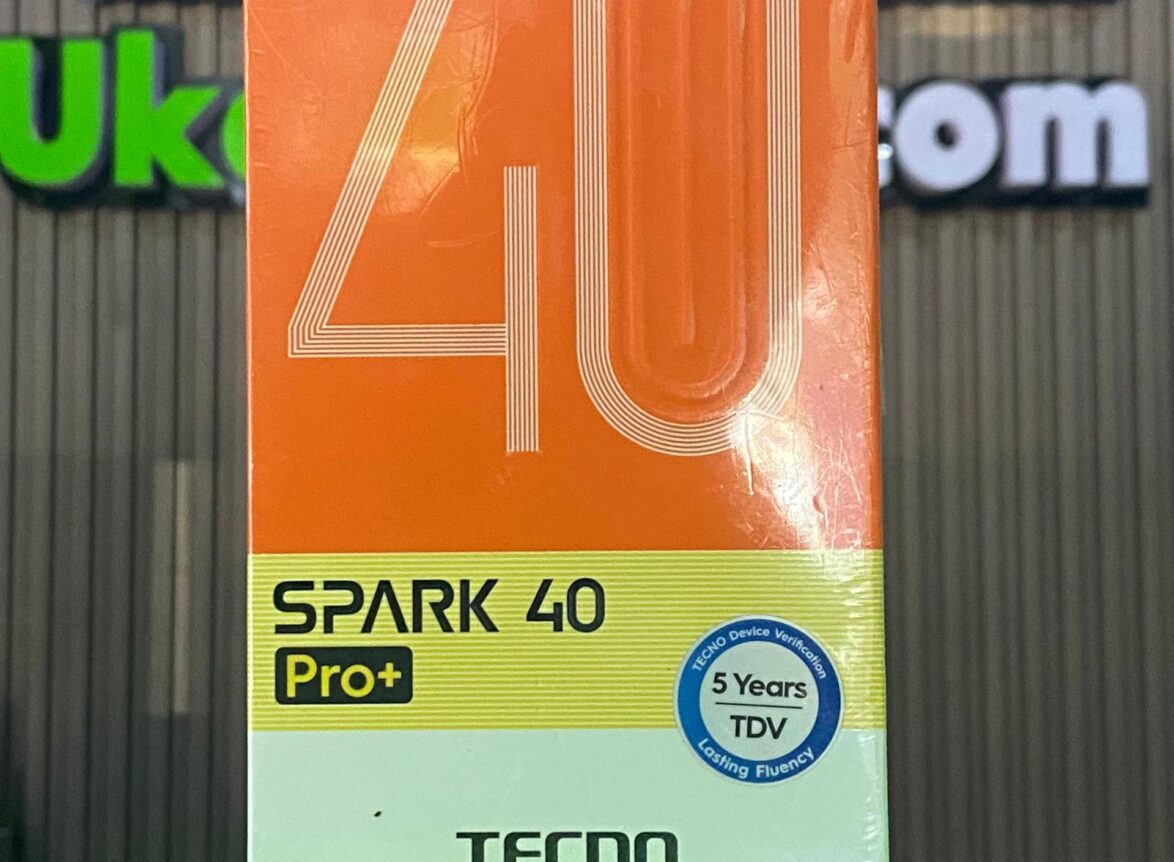 40
Uk
com
SPARK 40
Pro+
TECNO Device Verification
5 Years
TDV
Lasting Fluency
TECNO